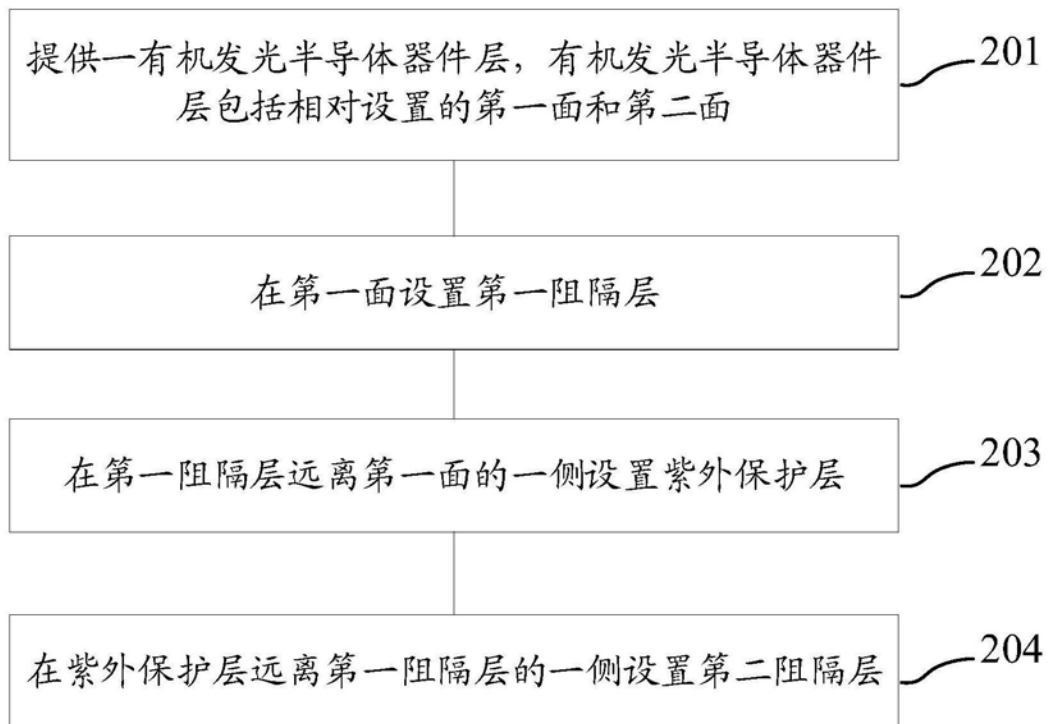 提供一有机发光半导体器件层，有机发光半导体器件
层包括相对设置的第一面和第二面
201
在第一面设置第一阻隔层
202
在第一阻隔层远离第一面的一侧设置紫外保护层
203
在紫外保护层远离第一阻隔层的一侧设置第二阻隔层
204